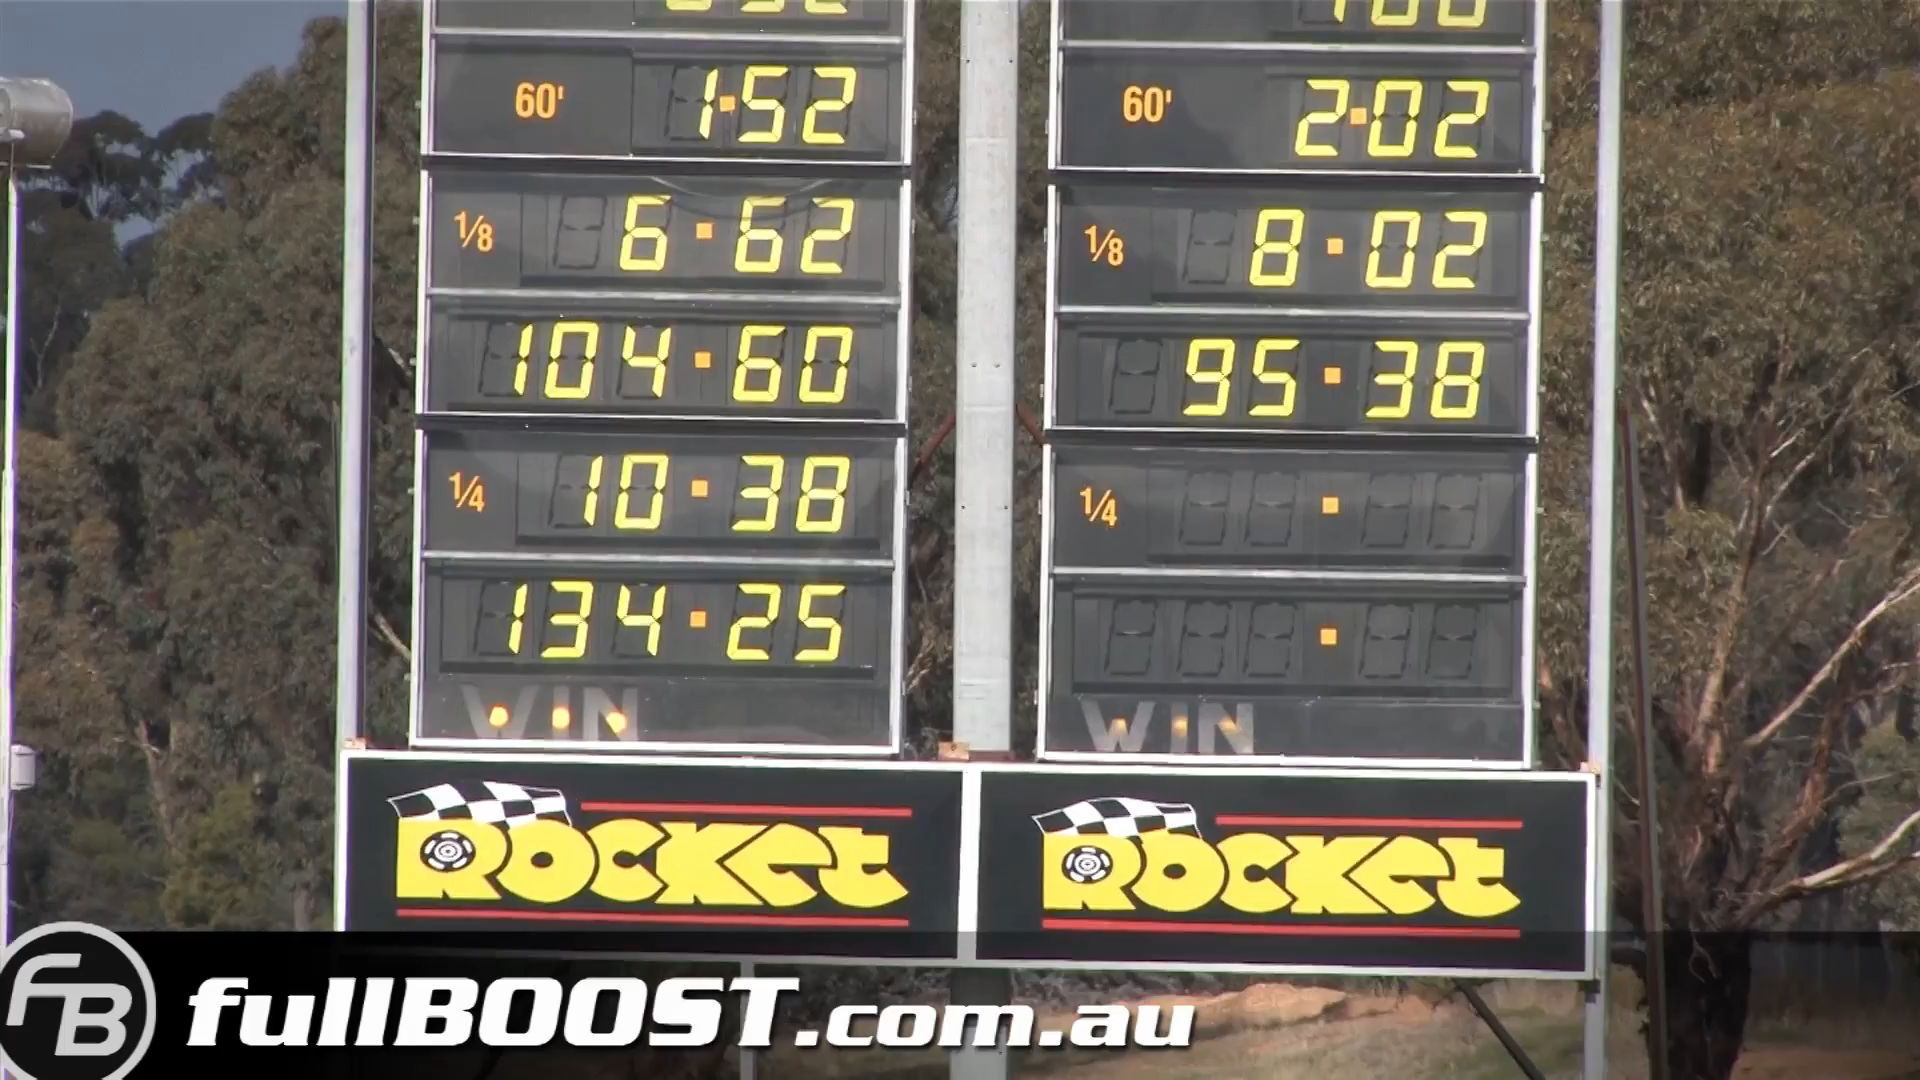 60' 1.52
1/8 6.62
104.60
1/4 10.38
134.25
WIN
ROCKET
60' 2.02
1/8 8.02
95.38
1/4 .
.
WIN
ROCKET
FB fullBOOST.com.au